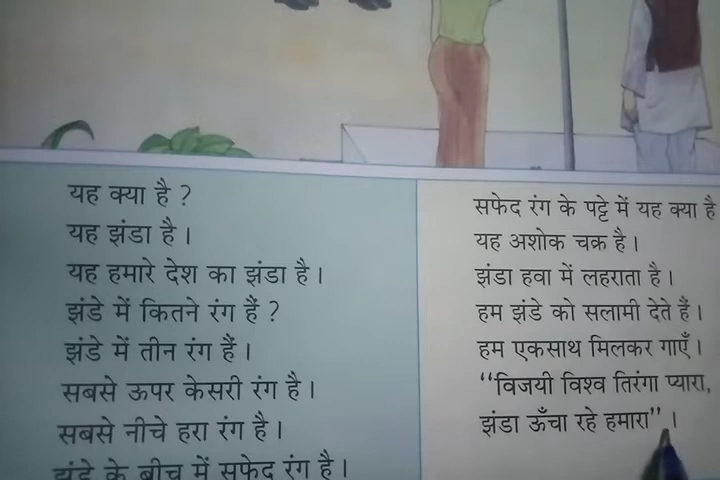 यह क्या है ?
यह झंडा है ।
यह हमारे देश का झंडा है ।
झंडे में कितने रंग हैं ?
झंडे में तीन रंग हैं ।
सबसे ऊपर केसरी रंग है ।
सबसे नीचे हरा रंग है ।
झंडे के बीच में सफेद रंग है ।
सफेद रंग के पट्टे में यह क्या है
यह अशोक चक्र है ।
झंडा हवा में लहराता है ।
हम झंडे को सलामी देते हैं ।
हम एकसाथ मिलकर गाएँ ।
“विजयी विश्व तिरंगा प्यारा,
झंडा ऊँचा रहे हमारा” ।